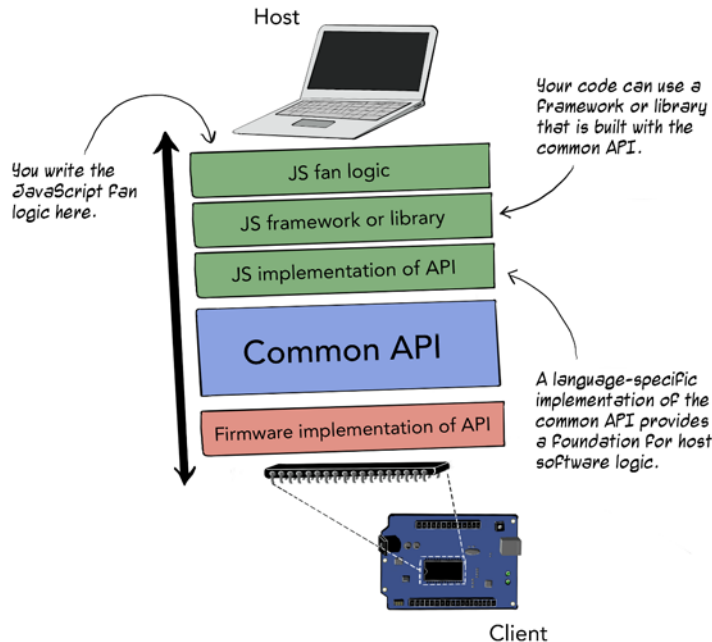 Host
Your code can use a
framework or library
that is built with the
common API.
You write the
JavaScript fan
logic here.
JS fan logic
JS framework or library
JS implementation of API
Common API
A language-specific
implementation of the
common API provides
a foundation for host
software logic.
Firmware implementation of API
Client